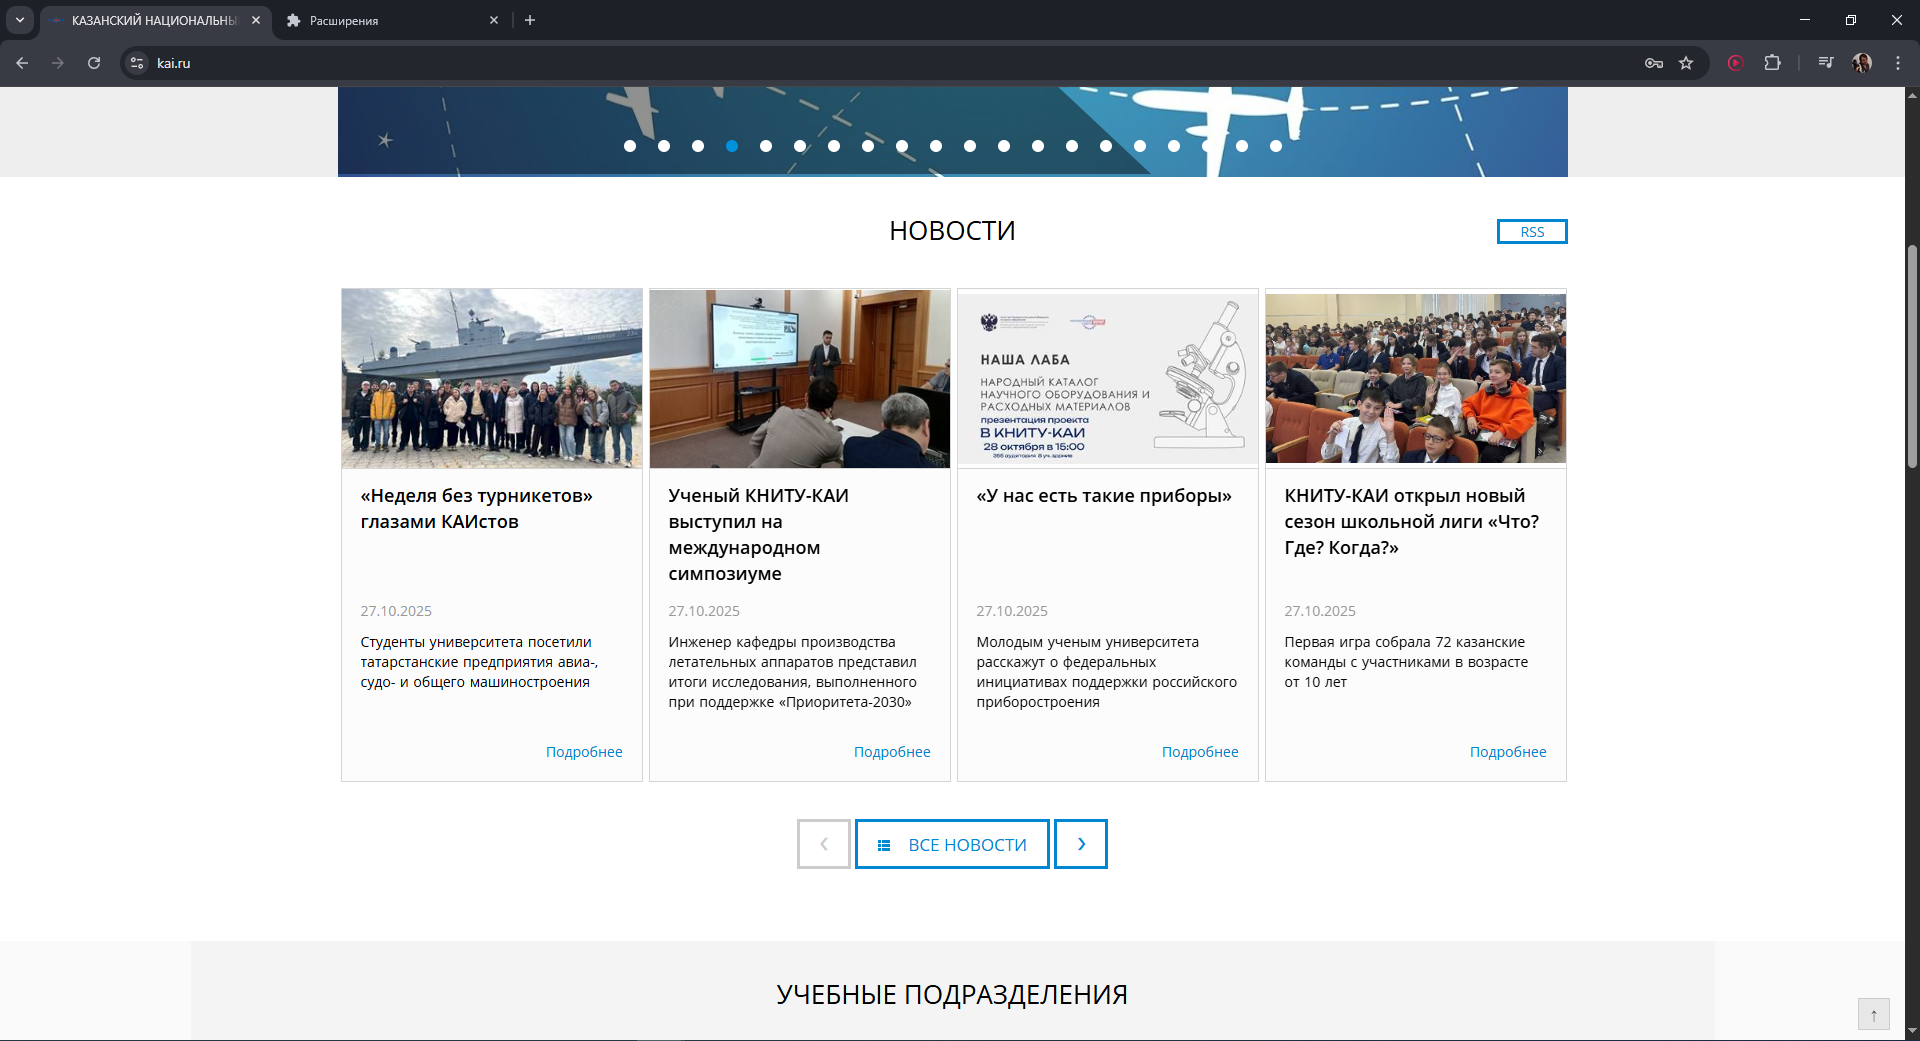 КАЗАНСКИЙ НАЦИОНАЛЬНЫ
Расширения
kai.ru
НОВОСТИ
RSS
НАША ЛАБА
НАРОДНЫЙ КАТАЛОГ
НАУЧНОГО ОБОРУДОВАНИЯ И
РАСХОДНЫХ МАТЕРИАЛОВ
презентация проекта
В КНИТУ-КАИ
28 октября в 15:00
365 аудитория 8 уч. здание
«Неделя без турникетов»
глазами КАИстов
27.10.2025
Студенты университета посетили
татарстанские предприятия авиа-,
судо- и общего машиностроения
Подробнее
Ученый КНИТУ-КАИ
выступил на
международном
симпозиуме
27.10.2025
Инженер кафедры производства
летательных аппаратов представил
итоги исследования, выполненного
при поддержке «Приоритета-2030»
Подробнее
«У нас есть такие приборы»
27.10.2025
Молодым ученым университета
расскажут о федеральных
инициативах поддержки российского
приборостроения
Подробнее
КНИТУ-КАИ открыл новый
сезон школьной лиги «Что?
Где? Когда?»
27.10.2025
Первая игра собрала 72 казанские
команды с участниками в возрасте
от 10 лет
Подробнее
ВСЕ НОВОСТИ
УЧЕБНЫЕ ПОДРАЗДЕЛЕНИЯ